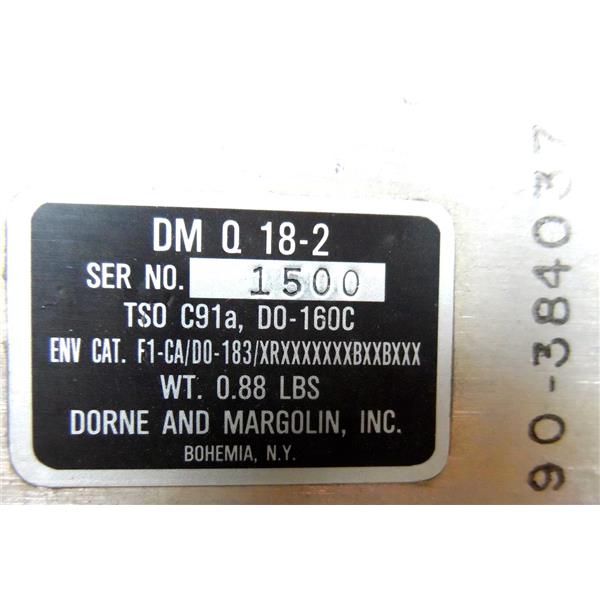 DM Q 18-2
SER NO. 1500
TSO C91a, DO-160C
ENV CAT. F1-CA/DO-183/XRXXXXXXXBXXBXXX
WT. 0.88 LBS
DORNE AND MARGOLIN, INC.
BOHEMIA, N.Y.
90-384037